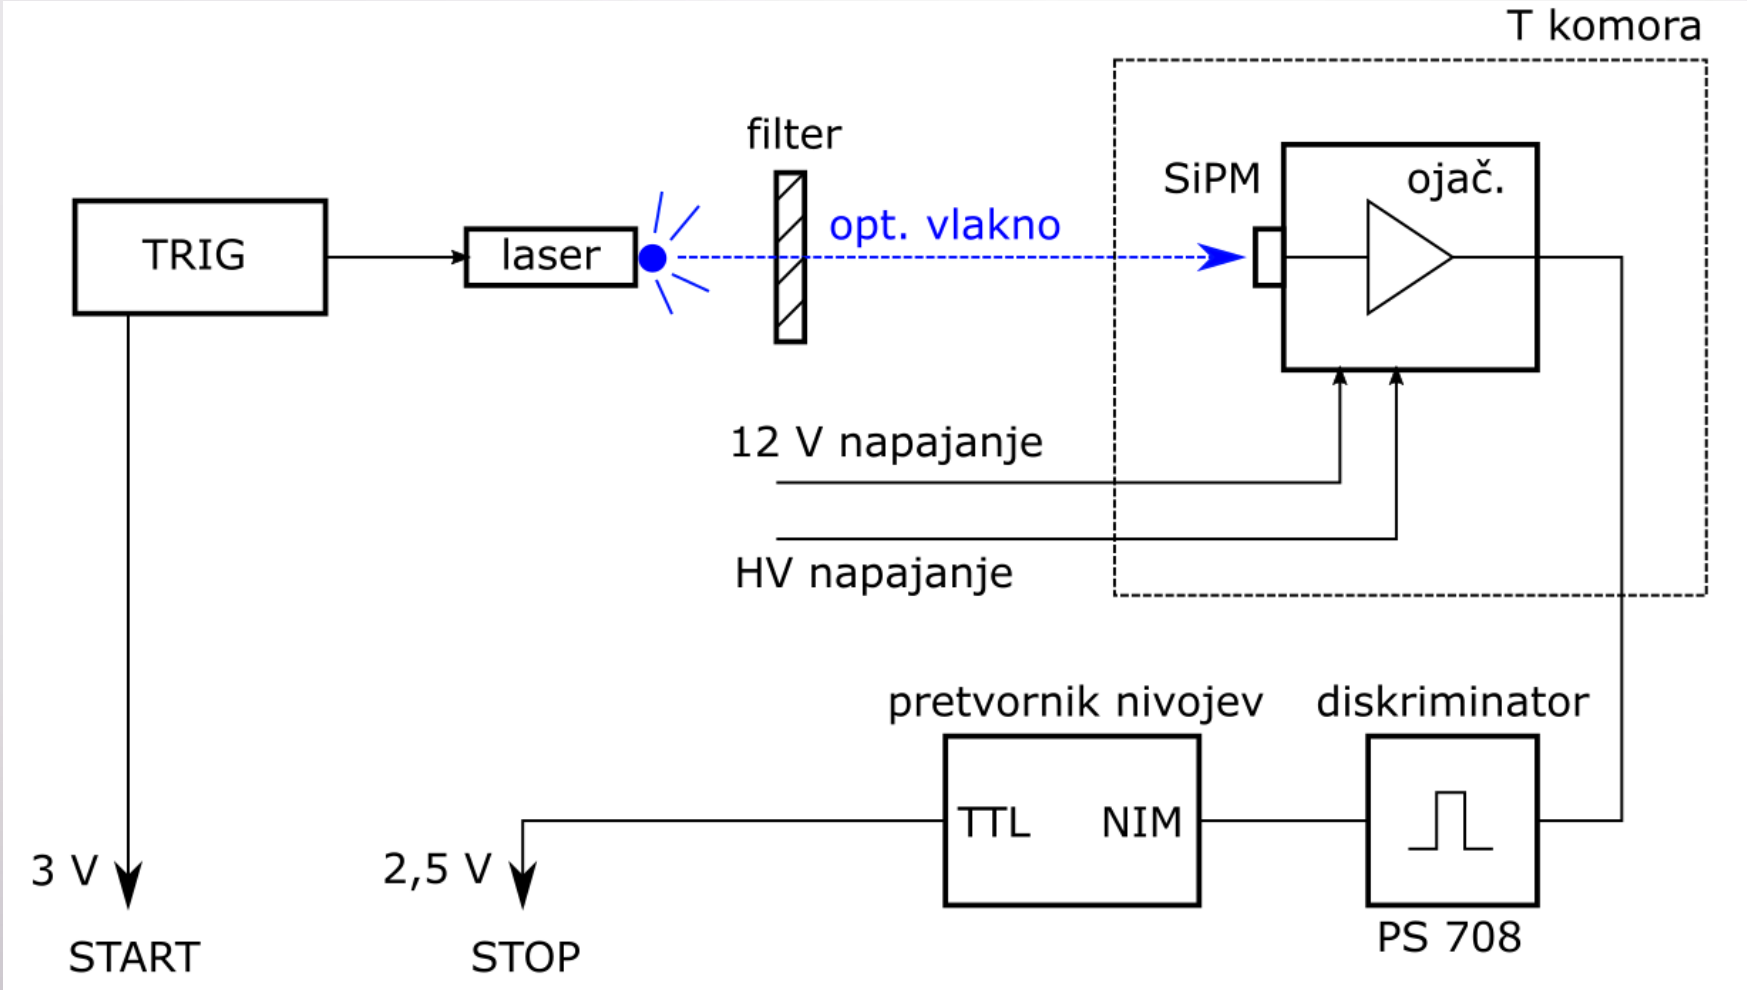 T komora
filter
SiPM
ojač.
TRIG
laser
opt. vlakno
12 V napajanje
HV napajanje
pretvornik nivojev
diskriminator
TTL
NIM
3 V
2,5 V
PS 708
START
STOP